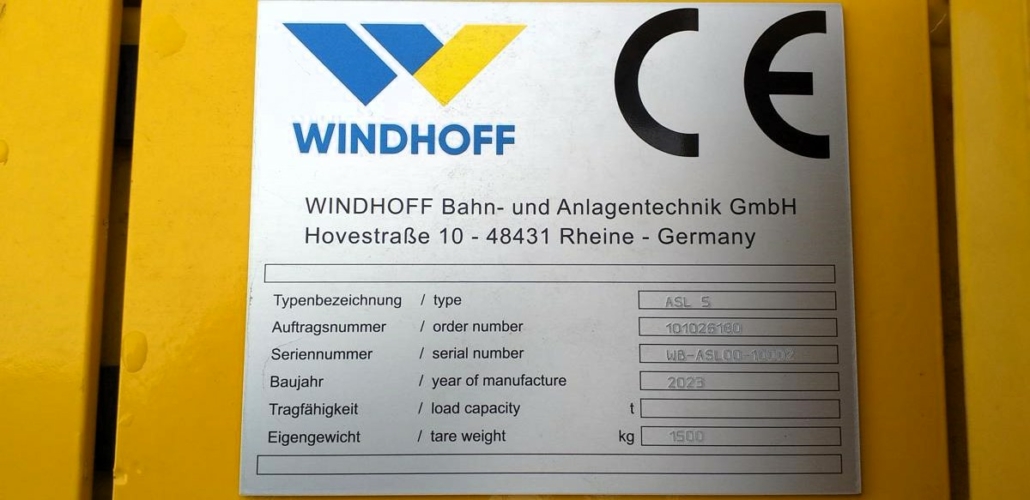 WINDHOFF
CE
WINDHOFF Bahn- und Anlagentechnik GmbH
Hovestraße 10 - 48431 Rheine - Germany
Typenbezeichnung / type ASL 5
Auftragsnummer / order number 101026160
Seriennummer / serial number WB-ASL00-10002
Baujahr / year of manufacture 2023
Tragfähigkeit / load capacity t
Eigengewicht / tare weight kg 1500